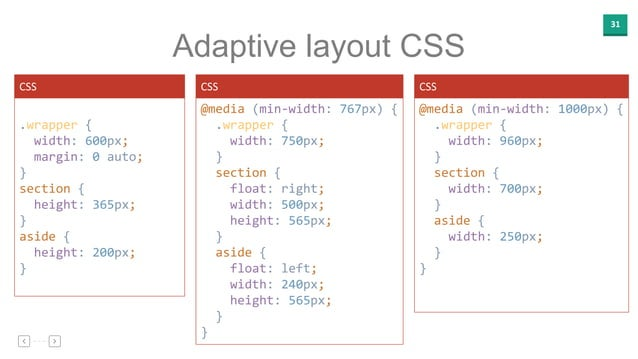 31
Adaptive layout CSS
CSS
.wrapper {
  width: 600px;
  margin: 0 auto;
}
section {
  height: 365px;
}
aside {
  height: 200px;
}
CSS
@media (min-width: 767px) {
  .wrapper {
    width: 750px;
  }
  section {
    float: right;
    width: 500px;
    height: 565px;
  }
  aside {
    float: left;
    width: 240px;
    height: 565px;
  }
}
CSS
@media (min-width: 1000px) {
  .wrapper {
    width: 960px;
  }
  section {
    width: 700px;
  }
  aside {
    width: 250px;
  }
}